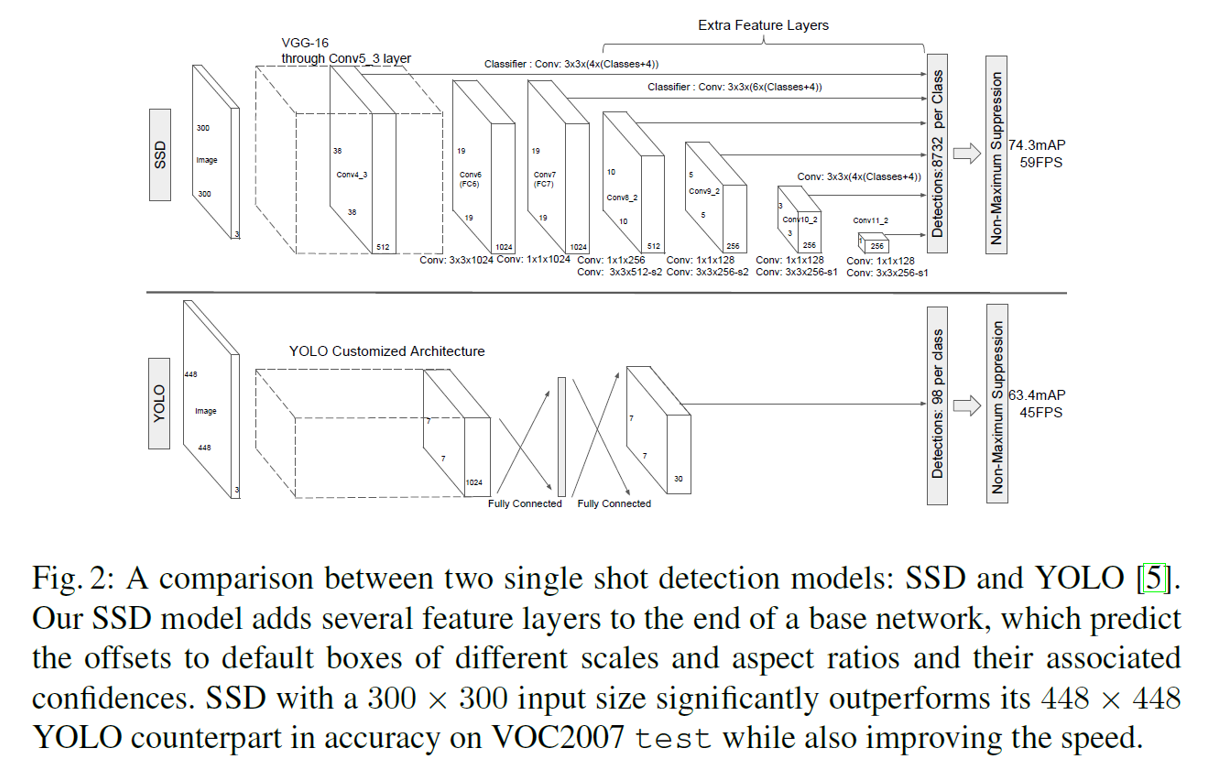 Extra Feature Layers
VGG-16
through Conv5_3 layer
Classifier : Conv: 3x3x(4x(Classes+4))
Classifier : Conv: 3x3x(6x(Classes+4))
SSD
300
Image
300
3
38
Conv4_3
38
512
19
Conv6
(FC6)
19
1024
19
Conv7
(FC7)
19
1024
10
Conv8_2
10
512
5
Conv9_2
5
256
Conv: 3x3x(4x(Classes+4))
3
Conv10_2
3
256
Conv11_2
1
256
Conv: 3x3x1024
Conv: 1x1x1024
Conv: 1x1x256
Conv: 3x3x512-s2
Conv: 1x1x128
Conv: 3x3x256-s2
Conv: 1x1x128
Conv: 3x3x256-s1
Conv: 1x1x128
Conv: 3x3x256-s1
Detections:8732 per Class
Non-Maximum Suppression
74.3mAP
59FPS
YOLO
448
Image
448
3
YOLO Customized Architecture
7
7
1024
Fully Connected
Fully Connected
7
7
30
Detections: 98 per class
Non-Maximum Suppression
63.4mAP
45FPS
Fig. 2: A comparison between two single shot detection models: SSD and YOLO [5].
Our SSD model adds several feature layers to the end of a base network, which predict
the offsets to default boxes of different scales and aspect ratios and their associated
confidences. SSD with a 300 × 300 input size significantly outperforms its 448 × 448
YOLO counterpart in accuracy on VOC2007 test while also improving the speed.